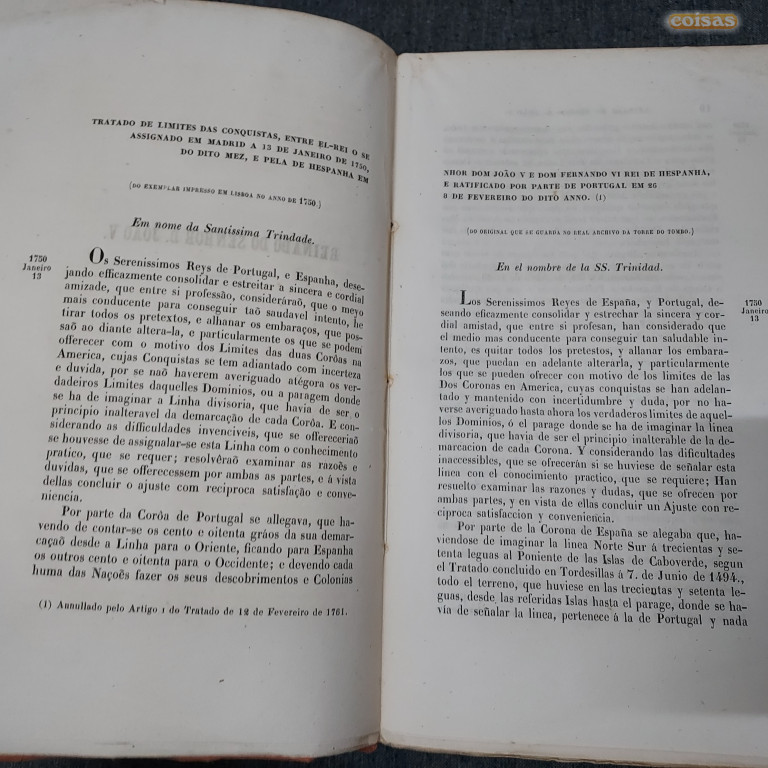 coisas
TRATADO DE LIMITES DAS CONQUISTAS, ENTRE EL-REI O SE
ASSIGNADO EM MADRID A 13 DE JANEIRO DE 1750,
DO DITO MEZ, E PELA DE HESPANHA EM
(DO EXEMPLAR IMPRESSO EM LISBOA NO ANNO DE 1750.)
Em nome da Santissima Trindade.
1750
Janeiro
13
Os Serenissimos Reys de Portugal, e Espanha, dese-
jando efficazmente consolidar e estreitar a sincera e cordial
amizade, que entre si professão, consideráraõ, que o meyo
mais conducente para conseguir taõ saudavel intento, he
tirar todos os pretextos, e alhanar os embaraços, que pos-
saõ ao diante altera-la, e particularmente os que se podem
offerecer com o motivo dos Limites das duas Corôas na
America, cujas Conquistas se tem adiantado com incerteza
e duvida, por se naõ haverem averiguado atégora os ver-
dadeiros Limites daquelles Dominios, ou a paragem donde
se ha de imaginar a Linha divisoria, que havia de ser o
principio inalteravel da demarcação de cada Corôa. E con-
siderando as difficuldades invenciveis, que se offereceriaõ
se houvesse de assignalar-se esta Linha com o conhecimento
pratico, que se requer; resolvêraõ examinar as razoês e
duvidas, que se offerecessem por ambas as partes, e á vista
dellas concluir o ajuste com reciproca satisfação e conve-
niencia.
Por parte da Corôa de Portugal se allegava, que ha-
vendo de contar-se os cento e oitenta gráos da sua demar-
cação desde a Linha para o Oriente, ficando para Espanha
os outros cento e oitenta para o Occidente; e devendo cada
huma das Naçoês fazer os seus descobrimentos e Colonias
(1) Annullado pelo Artigo 1 do Tratado de 12 de Fevereiro de 1761.
NHOR DOM JOÃO V E DOM FERNANDO VI REI DE HESPANHA,
E RATIFICADO POR PARTE DE PORTUGAL EM 26
8 DE FEVEREIRO DO DITO ANNO. (1)
(DO ORIGINAL QUE SE GUARDA NO REAL ARCHIVO DA TORRE DO TOMBO.)
En el nombre de la SS. Trinidad.
Los Serenissimos Reyes de España, y Portugal, de-
seando eficazmente consolidar y estrechar la sincera y cor-
dial amistad, que entre si profesan, han considerado que
el medio mas conducente para conseguir tan saludable in-
tento, es quitar todos los pretestos, y allanar los embara-
zos, que puedan en adelante alterarla, y particularmente
los que se pueden ofrecer con el motivo de los limites de las
Dos Coronas en America, cuyas conquistas se han adelan-
tado y mantenido con incertidumbre y duda, por no ha-
verse averiguado hasta ahora los verdaderos limites de aquel-
los Dominios, ó el parage donde se ha de imaginar la linea
divisoria, que havia de ser el principio inalterable de la de-
marcacion de cada Corona. Y considerando las dificultades
inaccessibles, que se ofrecerán si se huviese de señalar esta
linea con el conocimiento practico, que se requiere; Han
resuelto examinar las razones y dudas, que se ofrecen por
ambas partes, y en vista de ellas concluir un Ajuste con re-
ciproca satisfaccion y conveniencia.
Por parte de la Corona de España se alegaba que, ha-
viendose de imaginar la linea Norte Sur á trecientas y se-
tenta leguas al Poniente de las Islas de Caboverde, segun
el Tratado concluido en Tordesillas á 7. de Junio de 1494.,
todo el terreno, que huviese en las trecientas y setenta le-
guas, desde las referidas Islas hasta el parage, donde se ha-
via de señalar la linea, pertenece á la de Portugal y nada
1750
Janeiro
13